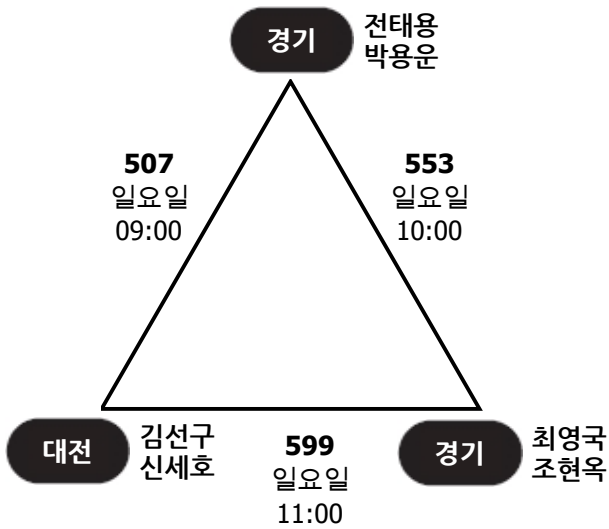 경기
전태용
박용운
507
일요일
09:00
553
일요일
10:00
대전
김선구
신세호
599
일요일
11:00
경기
최영국
조현옥